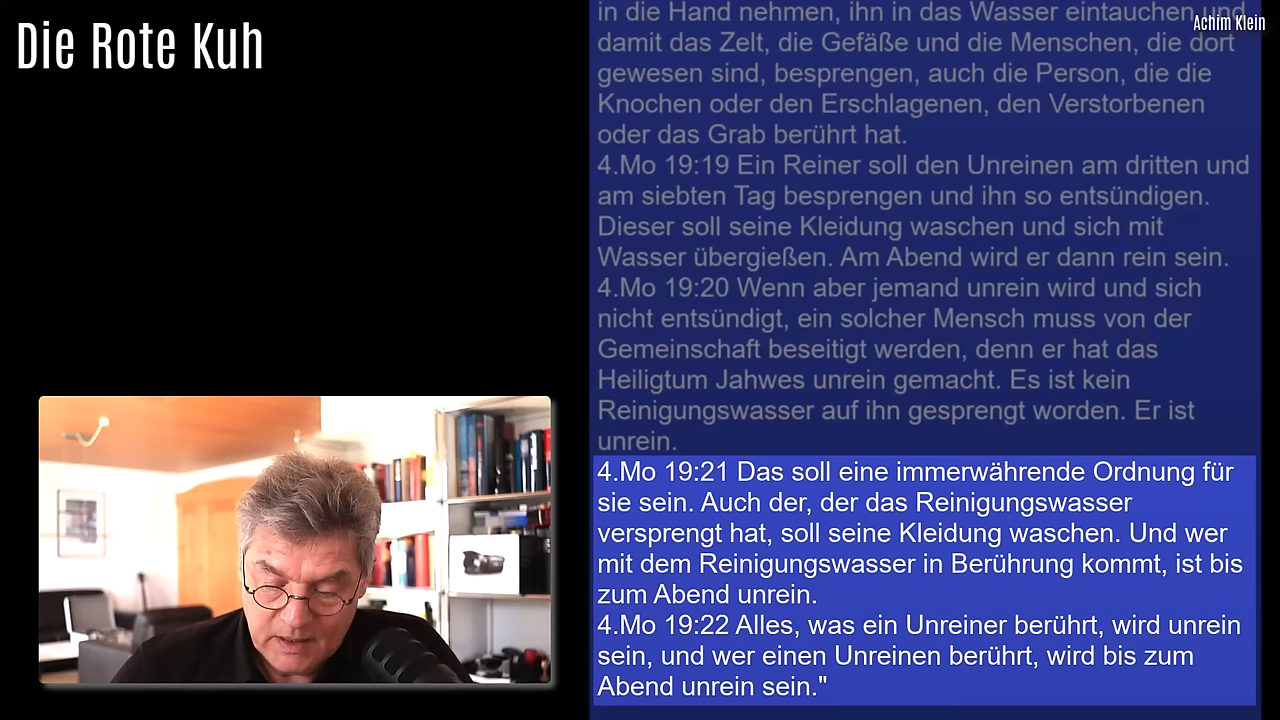 Die Rote Kuh
Achim Klein
in die Hand nehmen, ihn in das Wasser eintauchen und
damit das Zelt, die Gefäße und die Menschen, die dort
gewesen sind, besprengen, auch die Person, die die
Knochen oder den Erschlagenen, den Verstorbenen
oder das Grab berührt hat.
4.Mo 19:19 Ein Reiner soll den Unreinen am dritten und
am siebten Tag besprengen und ihn so entsündigen.
Dieser soll seine Kleidung waschen und sich mit
Wasser übergießen. Am Abend wird er dann rein sein.
4.Mo 19:20 Wenn aber jemand unrein wird und sich
nicht entsündigt, ein solcher Mensch muss von der
Gemeinschaft beseitigt werden, denn er hat das
Heiligtum Jahwes unrein gemacht. Es ist kein
Reinigungswasser auf ihn gesprengt worden. Er ist
unrein.
4.Mo 19:21 Das soll eine immerwährende Ordnung für
sie sein. Auch der, der das Reinigungswasser
versprengt hat, soll seine Kleidung waschen. Und wer
mit dem Reinigungswasser in Berührung kommt, ist bis
zum Abend unrein.
4.Mo 19:22 Alles, was ein Unreiner berührt, wird unrein
sein, und wer einen Unreinen berührt, wird bis zum
Abend unrein sein."